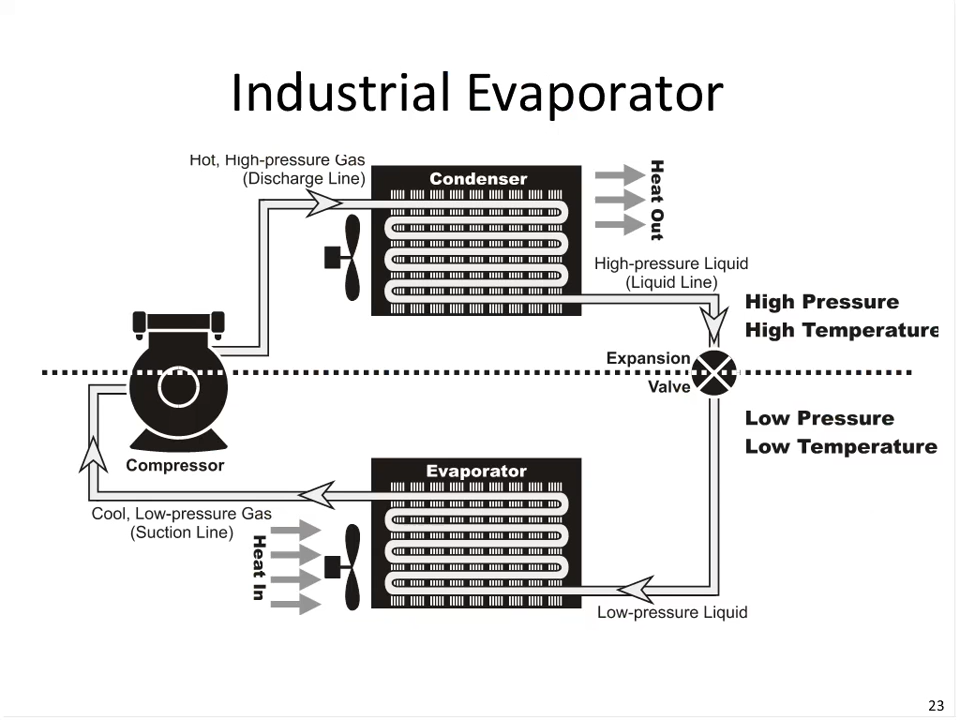 Industrial Evaporator
Hot, High-pressure Gas
(Discharge Line)
Condenser
Heat Out
High-pressure Liquid
(Liquid Line)
High Pressure
High Temperature
Expansion
Valve
Low Pressure
Low Temperature
Compressor
Evaporator
Cool, Low-pressure Gas
(Suction Line)
Heat In
Low-pressure Liquid
23